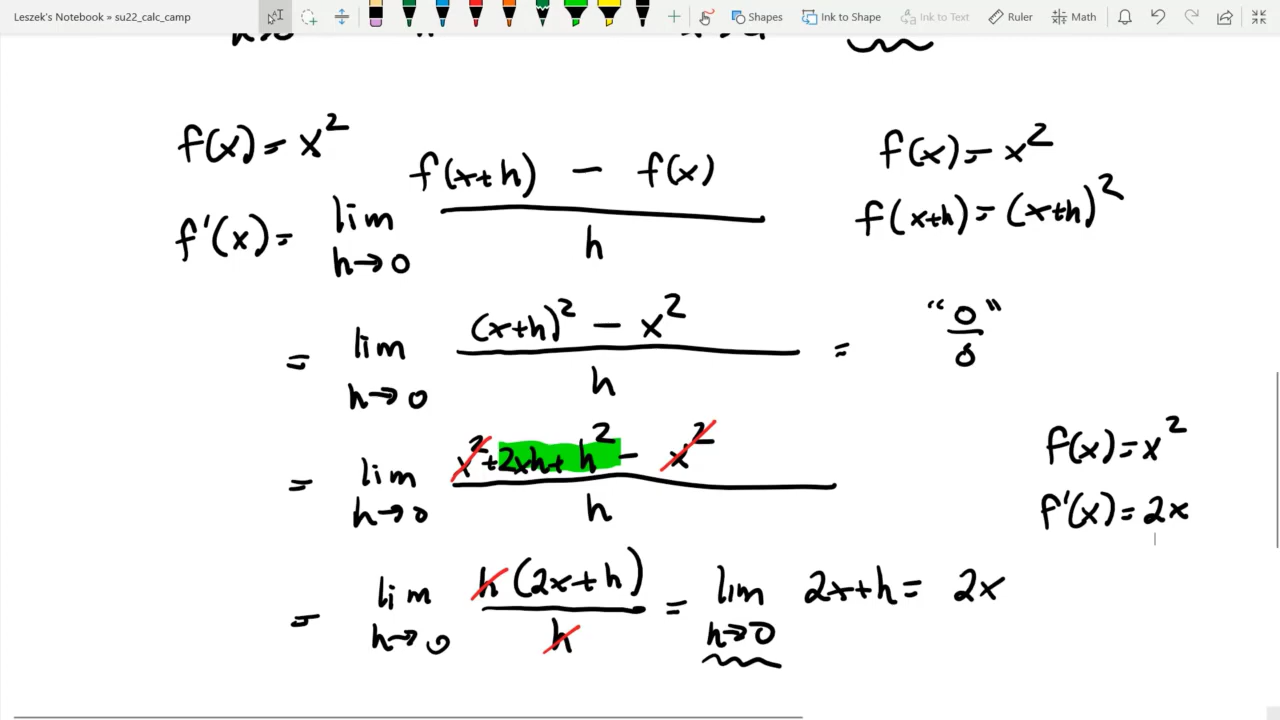 Leszek's Notebook » su22_calc_camp
Shapes Ink to Shape Ink to Text Ruler Math
f(x) = x²
f(x+h) − f(x)
f'(x) = lim
h→0
h
f(x) = x²
f(x+h) = (x+h)²
= lim (x+h)² − x² =
h→0 h
"0"
0
= lim x² + 2xh + h² − x²
h→0 h
f(x) = x²
f'(x) = 2x
= lim h(2x+h) = lim 2x+h = 2x
h→0 h h→0